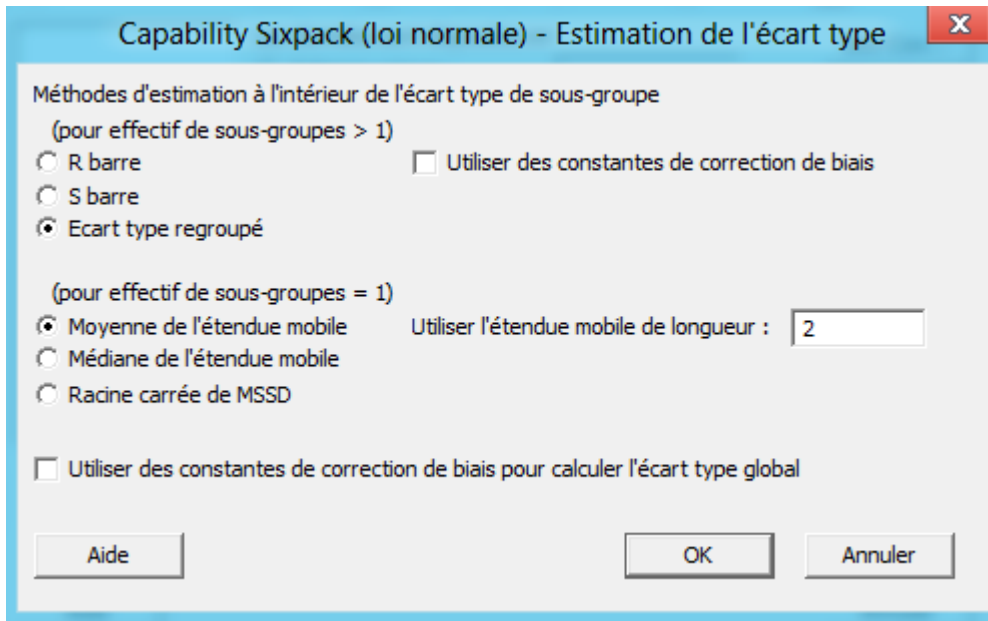 Capability Sixpack (loi normale) - Estimation de l'écart type
Méthodes d'estimation à l'intérieur de l'écart type de sous-groupe
(pour effectif de sous-groupes > 1)
R barre
Utiliser des constantes de correction de biais
S barre
Ecart type regroupé
(pour effectif de sous-groupes = 1)
Moyenne de l'étendue mobile
Utiliser l'étendue mobile de longueur :
2
Médiane de l'étendue mobile
Racine carrée de MSSD
Utiliser des constantes de correction de biais pour calculer l'écart type global
Aide
OK
Annuler